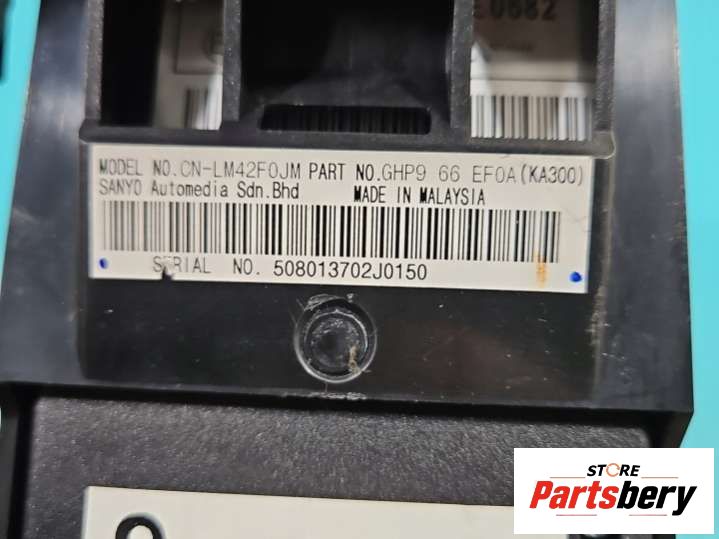 E0682
MODEL NO.CN-LM42F0JM PART NO.GHP9 66 EF0A(KA300)
SANYO Automedia Sdn.Bhd MADE IN MALAYSIA
SERIAL NO. 508013702J0150
STORE
Partsbery